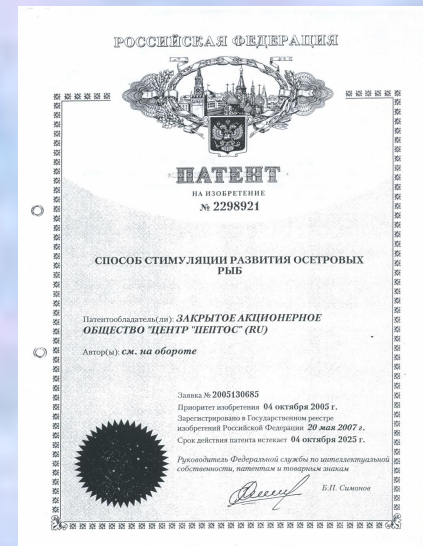 РОССИЙСКАЯ ФЕДЕРАЦИЯ
ПАТЕНТ
НА ИЗОБРЕТЕНИЕ
№ 2298921
СПОСОБ СТИМУЛЯЦИИ РАЗВИТИЯ ОСЕТРОВЫХ
РЫБ
Патентообладатель(ли): ЗАКРЫТОЕ АКЦИОНЕРНОЕ
ОБЩЕСТВО "ЦЕНТР "ПЕПТОС" (RU)
Автор(ы): см. на обороте
Заявка № 2005130685
Приоритет изобретения 04 октября 2005 г.
Зарегистрировано в Государственном реестре
изобретений Российской Федерации 20 мая 2007 г.
Срок действия патента истекает 04 октября 2025 г.
Руководитель Федеральной службы по интеллектуальной
собственности, патентам и товарным знакам
Б.П. Симонов